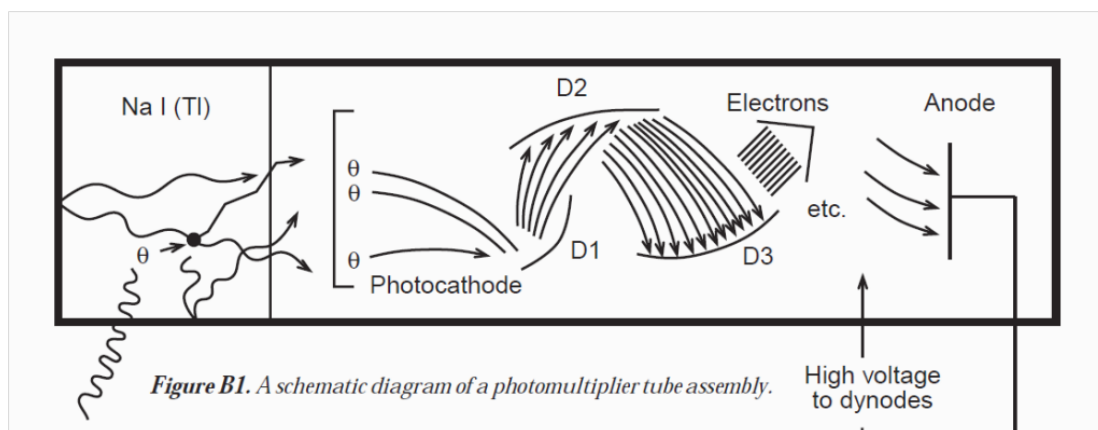 Na I (Tl)
D2
Electrons
Anode
θ
θ
etc.
D1
D3
θ
θ
Photocathode
Figure B1. A schematic diagram of a photomultiplier tube assembly.
High voltage
to dynodes